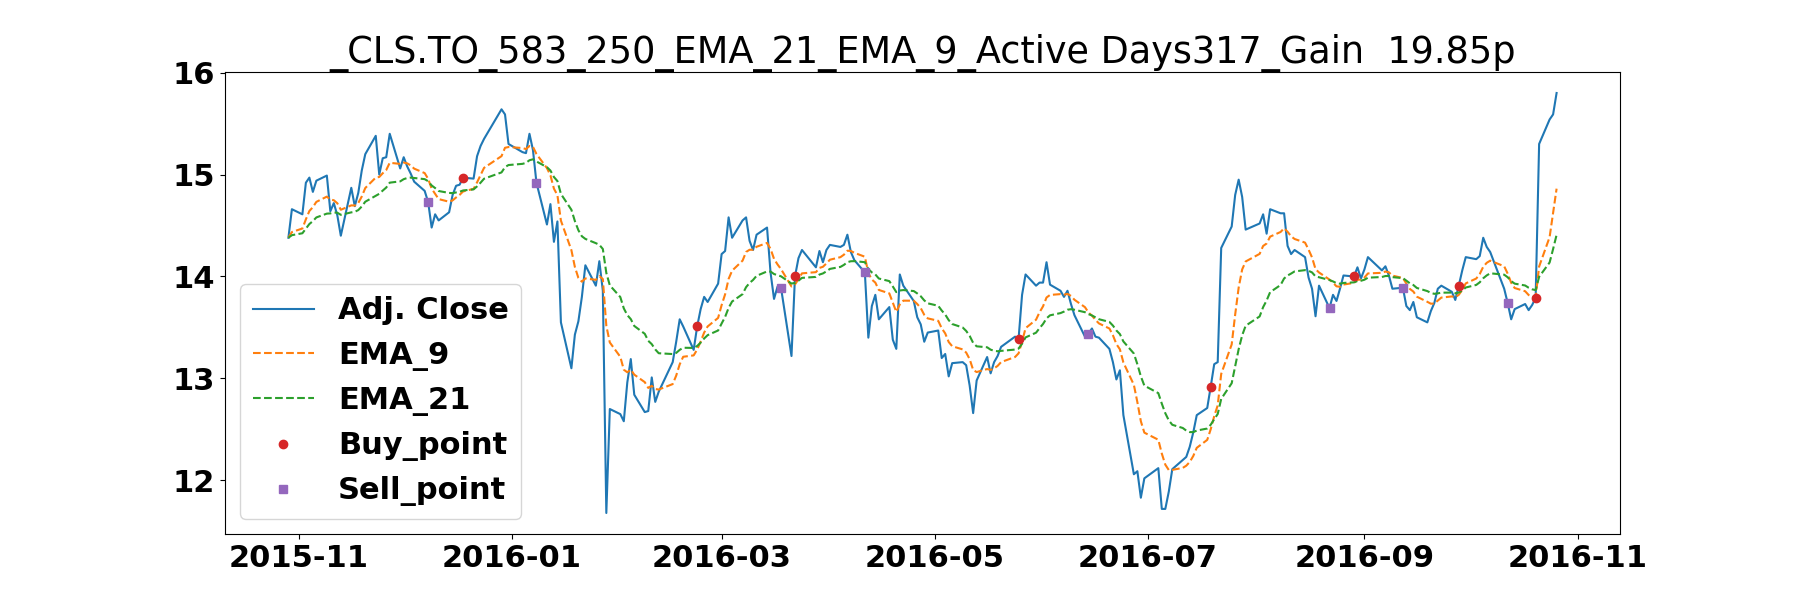 _CLS.TO_583_250_EMA_21_EMA_9_Active Days317_Gain  19.85p
16
15
14
13
12
Adj. Close
EMA_9
EMA_21
Buy_point
Sell_point
2015-11 2016-01 2016-03 2016-05 2016-07 2016-09 2016-11